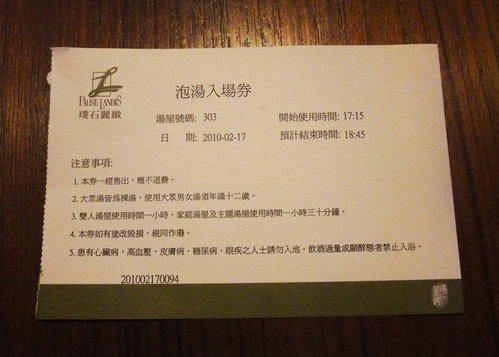 PAUSE LANDIS
璞石麗緻
泡湯入場券
湯屋號碼: 303 開始使用時間: 17:15
日 期: 2010-02-17 預計結束時間: 18:45
注意事項:
1. 本券一經售出，概不退費。
2. 大眾湯皆為裸湯，使用大眾男女湯須年滿十二歲。
3. 雙人湯屋使用時間一小時，家庭湯屋及主題湯屋使用時間一小時三十分鐘。
4. 本券如有塗改毀損，視同作廢。
5. 患有心臟病，高血壓，皮膚病，糖尿病，眼疾之人士請勿入池，飲酒過量或顯醉態者禁止入浴。
201002170094